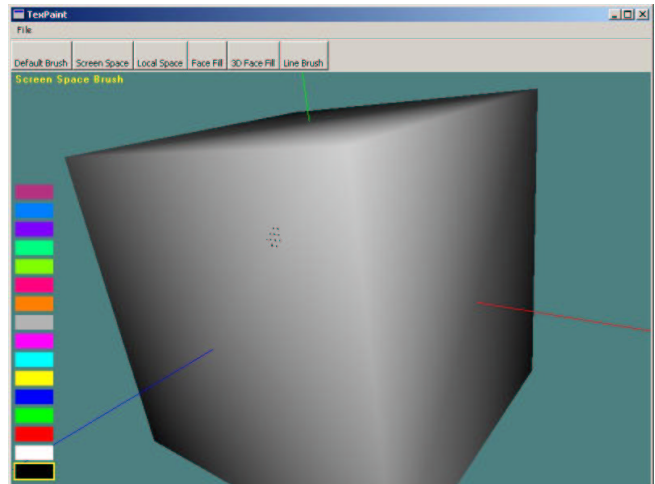 TexPaint
File
Default Brush Screen Space Local Space Face Fill 3D Face Fill Line Brush
Screen Space Brush